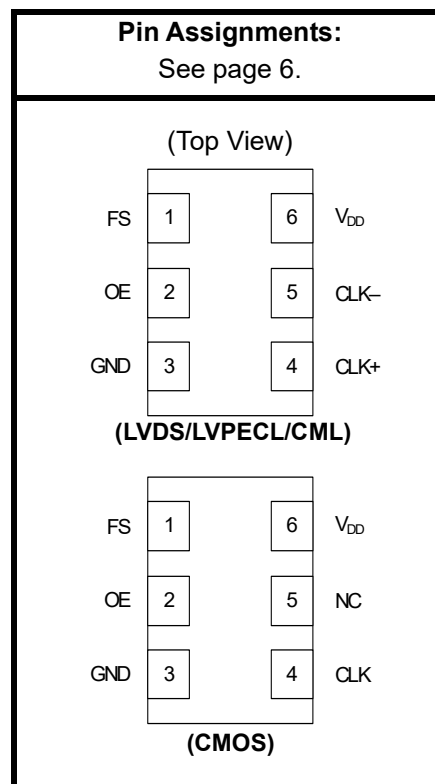 Pin Assignments:
See page 6.
(Top View)
FS 1 6 VDD
OE 2 5 CLK–
GND 3 4 CLK+
(LVDS/LVPECL/CML)
FS 1 6 VDD
OE 2 5 NC
GND 3 4 CLK
(CMOS)